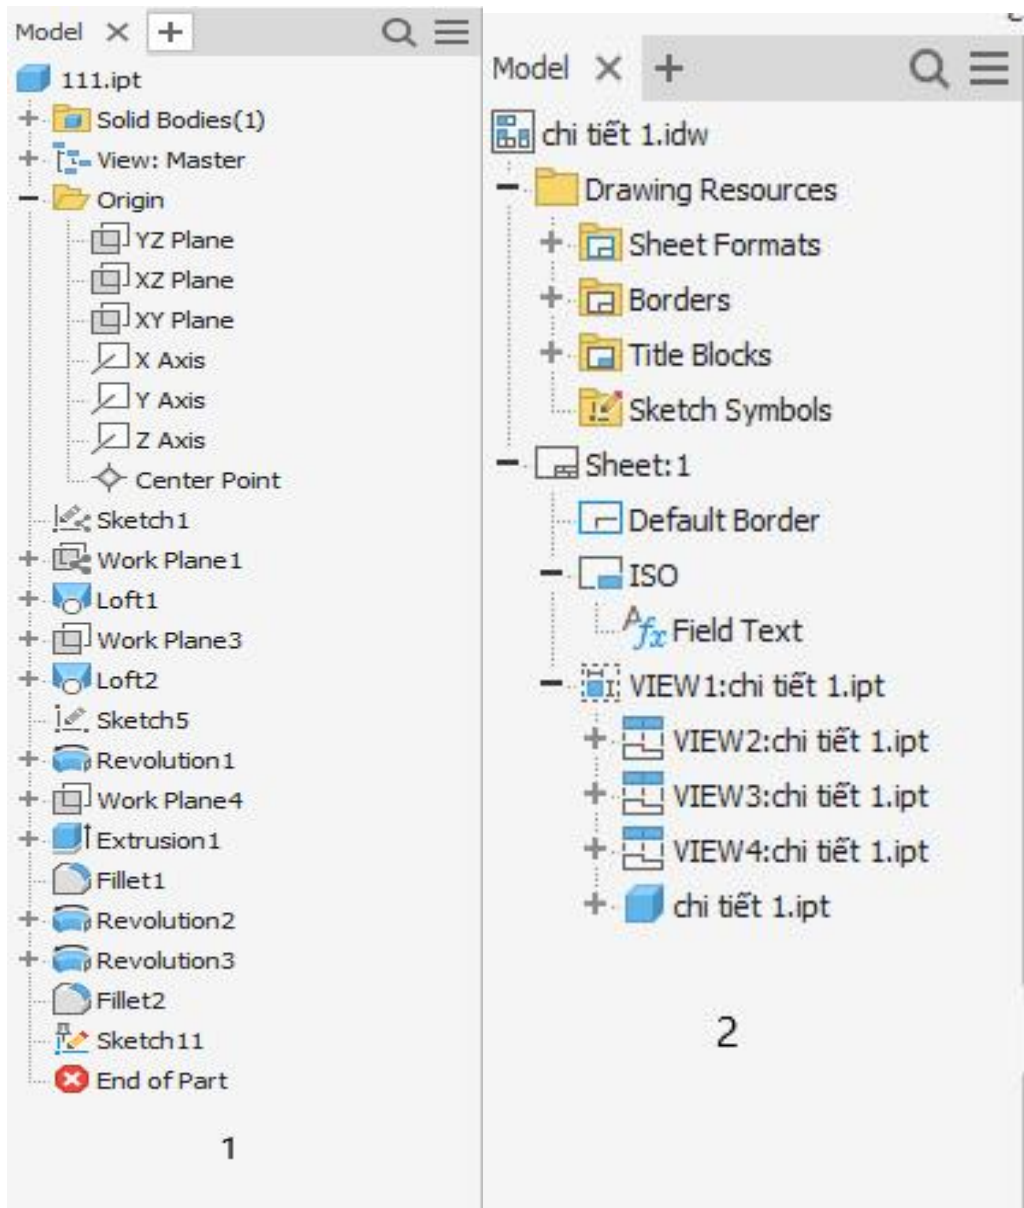 Model
111.ipt
Solid Bodies(1)
View: Master
Origin
YZ Plane
XZ Plane
XY Plane
X Axis
Y Axis
Z Axis
Center Point
Sketch1
Work Plane1
Loft1
Work Plane3
Loft2
Sketch5
Revolution1
Work Plane4
Extrusion1
Fillet1
Revolution2
Revolution3
Fillet2
Sketch11
End of Part
1
Model
chi tiết 1.idw
Drawing Resources
Sheet Formats
Borders
Title Blocks
Sketch Symbols
Sheet:1
Default Border
ISO
Field Text
VIEW1:chi tiết 1.ipt
VIEW2:chi tiết 1.ipt
VIEW3:chi tiết 1.ipt
VIEW4:chi tiết 1.ipt
chi tiết 1.ipt
2